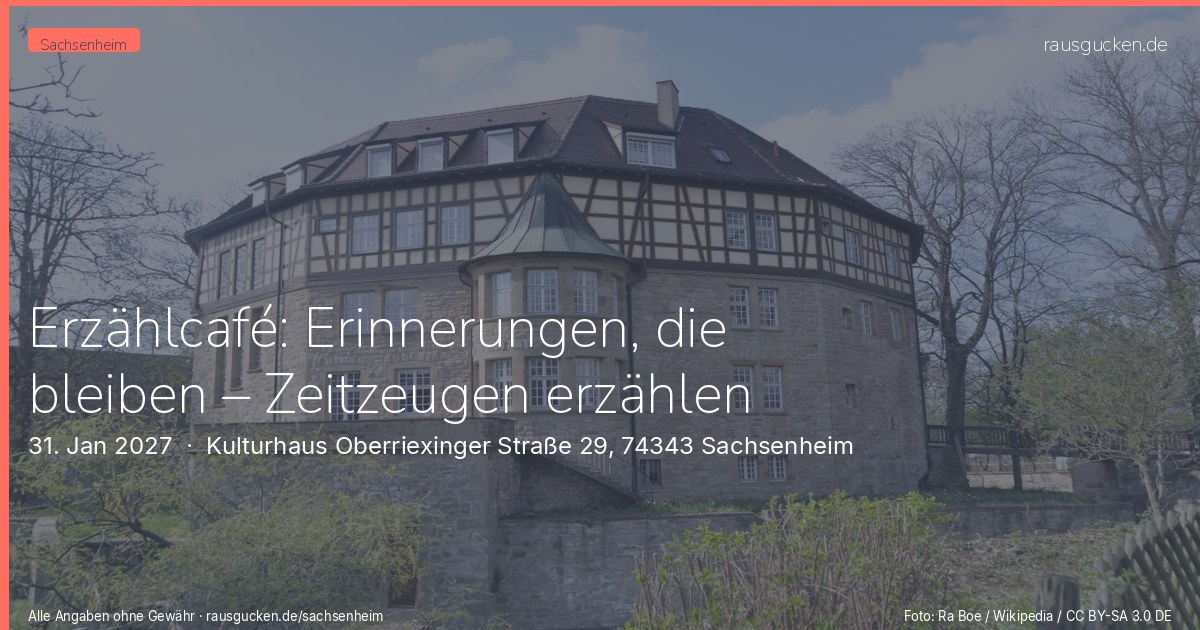 Sachsenheim
rausgucken.de
Erzählcafé: Erinnerungen, die
bleiben – Zeitzeugen erzählen
31. Jan 2027 · Kulturhaus Oberriexinger Straße 29, 74343 Sachsenheim
Alle Angaben ohne Gewähr · rausgucken.de/sachsenheim
Foto: Ra Boe / Wikipedia / CC BY-SA 3.0 DE